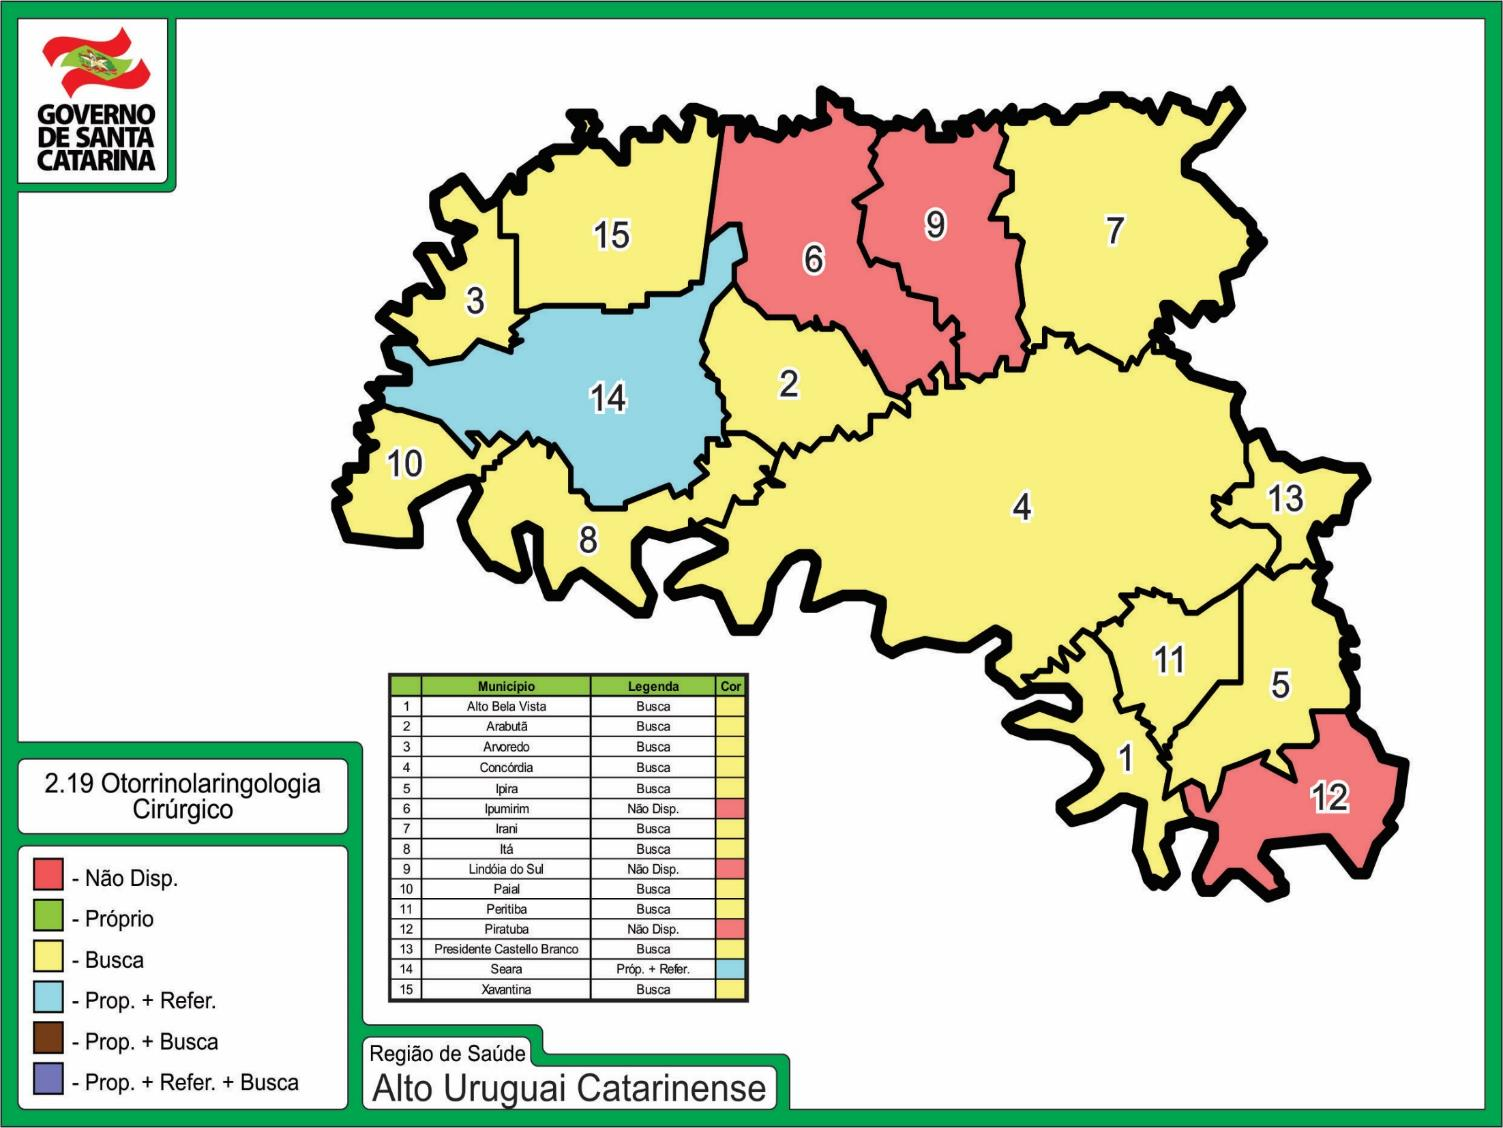 GOVERNO
DE SANTA
CATARINA
15
6
9
7
3
14
2
10
4
13
8
11
5
1
12
Município Legenda Cor
1 Alto Bela Vista Busca
2 Arabutã Busca
3 Arvoredo Busca
4 Concórdia Busca
5 Ipira Busca
6 Ipumirim Não Disp.
7 Irani Busca
8 Itá Busca
9 Lindóia do Sul Não Disp.
10 Paial Busca
11 Peritiba Busca
12 Piratuba Não Disp.
13 Presidente Castello Branco Busca
14 Seara Próp. + Refer.
15 Xavantina Busca
2.19 Otorrinolaringologia
Cirúrgico
- Não Disp.
- Próprio
- Busca
- Prop. + Refer.
- Prop. + Busca
- Prop. + Refer. + Busca
Região de Saúde
Alto Uruguai Catarinense